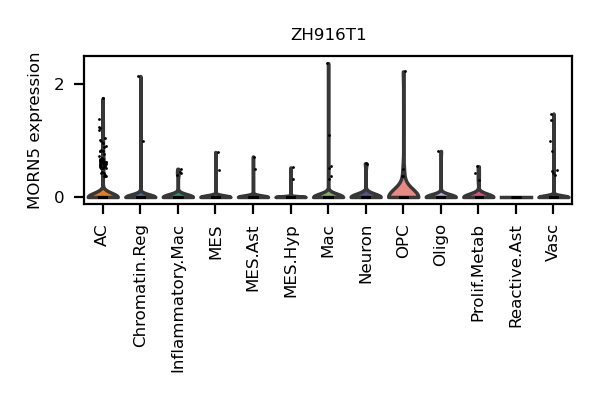 ZH916T1
MORN5 expression
2
0
AC
Chromatin.Reg
Inflammatory.Mac
MES
MES.Ast
MES.Hyp
Mac
Neuron
OPC
Oligo
Prolif.Metab
Reactive.Ast
Vasc